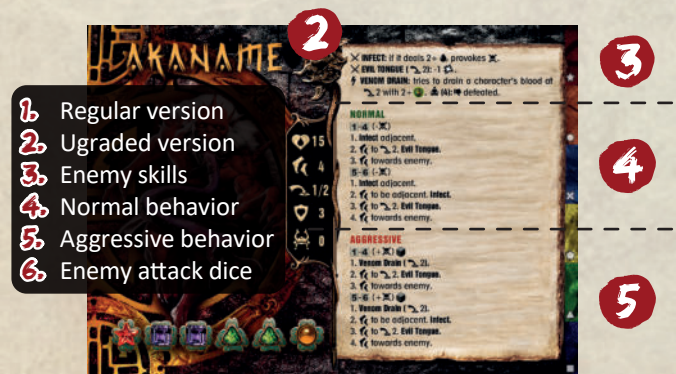 AKANAME
2
INFECT: if it deals 2+ , provokes .
EVIL TONGUE ( 2): -1 .
VENOM DRAIN: tries to drain a character's blood at
2 with 2+ . (4): defeated.
3
1. Regular version
2. Ugraded version
3. Enemy skills
4. Normal behavior
5. Aggressive behavior
6. Enemy attack dice
15
4
1/2
3
0
NORMAL
1-4 (- )
1. Infect adjacent.
2. to 2. Evil Tongue.
3. towards enemy.
5-6 (- )
1. Infect adjacent.
2. to be adjacent. Infect.
3. to 2. Evil Tongue.
4. towards enemy.
4
AGGRESSIVE
1-4 (+ )
1. Venom Drain ( 2).
2. to 2. Evil Tongue.
3. towards enemy.
5-6 (+ )
1. Venom Drain ( 2).
2. to be adjacent. Infect.
3. to 2. Evil Tongue.
4. towards enemy.
5